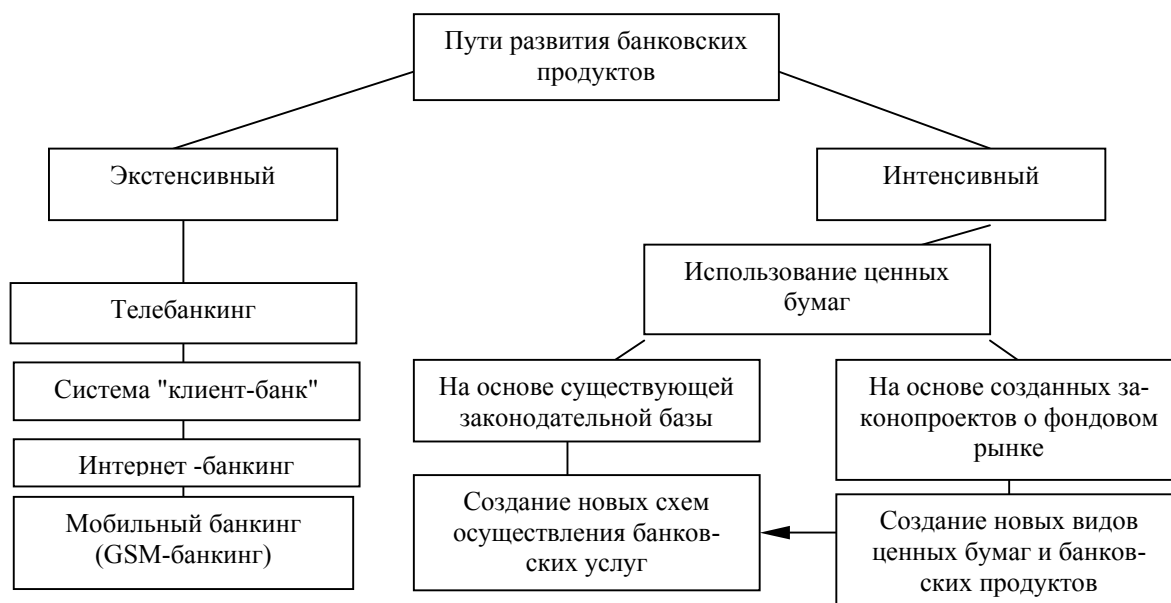 Пути развития банковских
продуктов
Экстенсивный
Интенсивный
Использование ценных
бумаг
Телебанкинг
Система "клиент-банк"
Интернет -банкинг
Мобильный банкинг
(GSM-банкинг)
На основе существующей
законодательной базы
На основе созданных за-
конопроектов о фондовом
рынке
Создание новых схем
осуществления банков-
ских услуг
Создание новых видов
ценных бумаг и банков-
ских продуктов